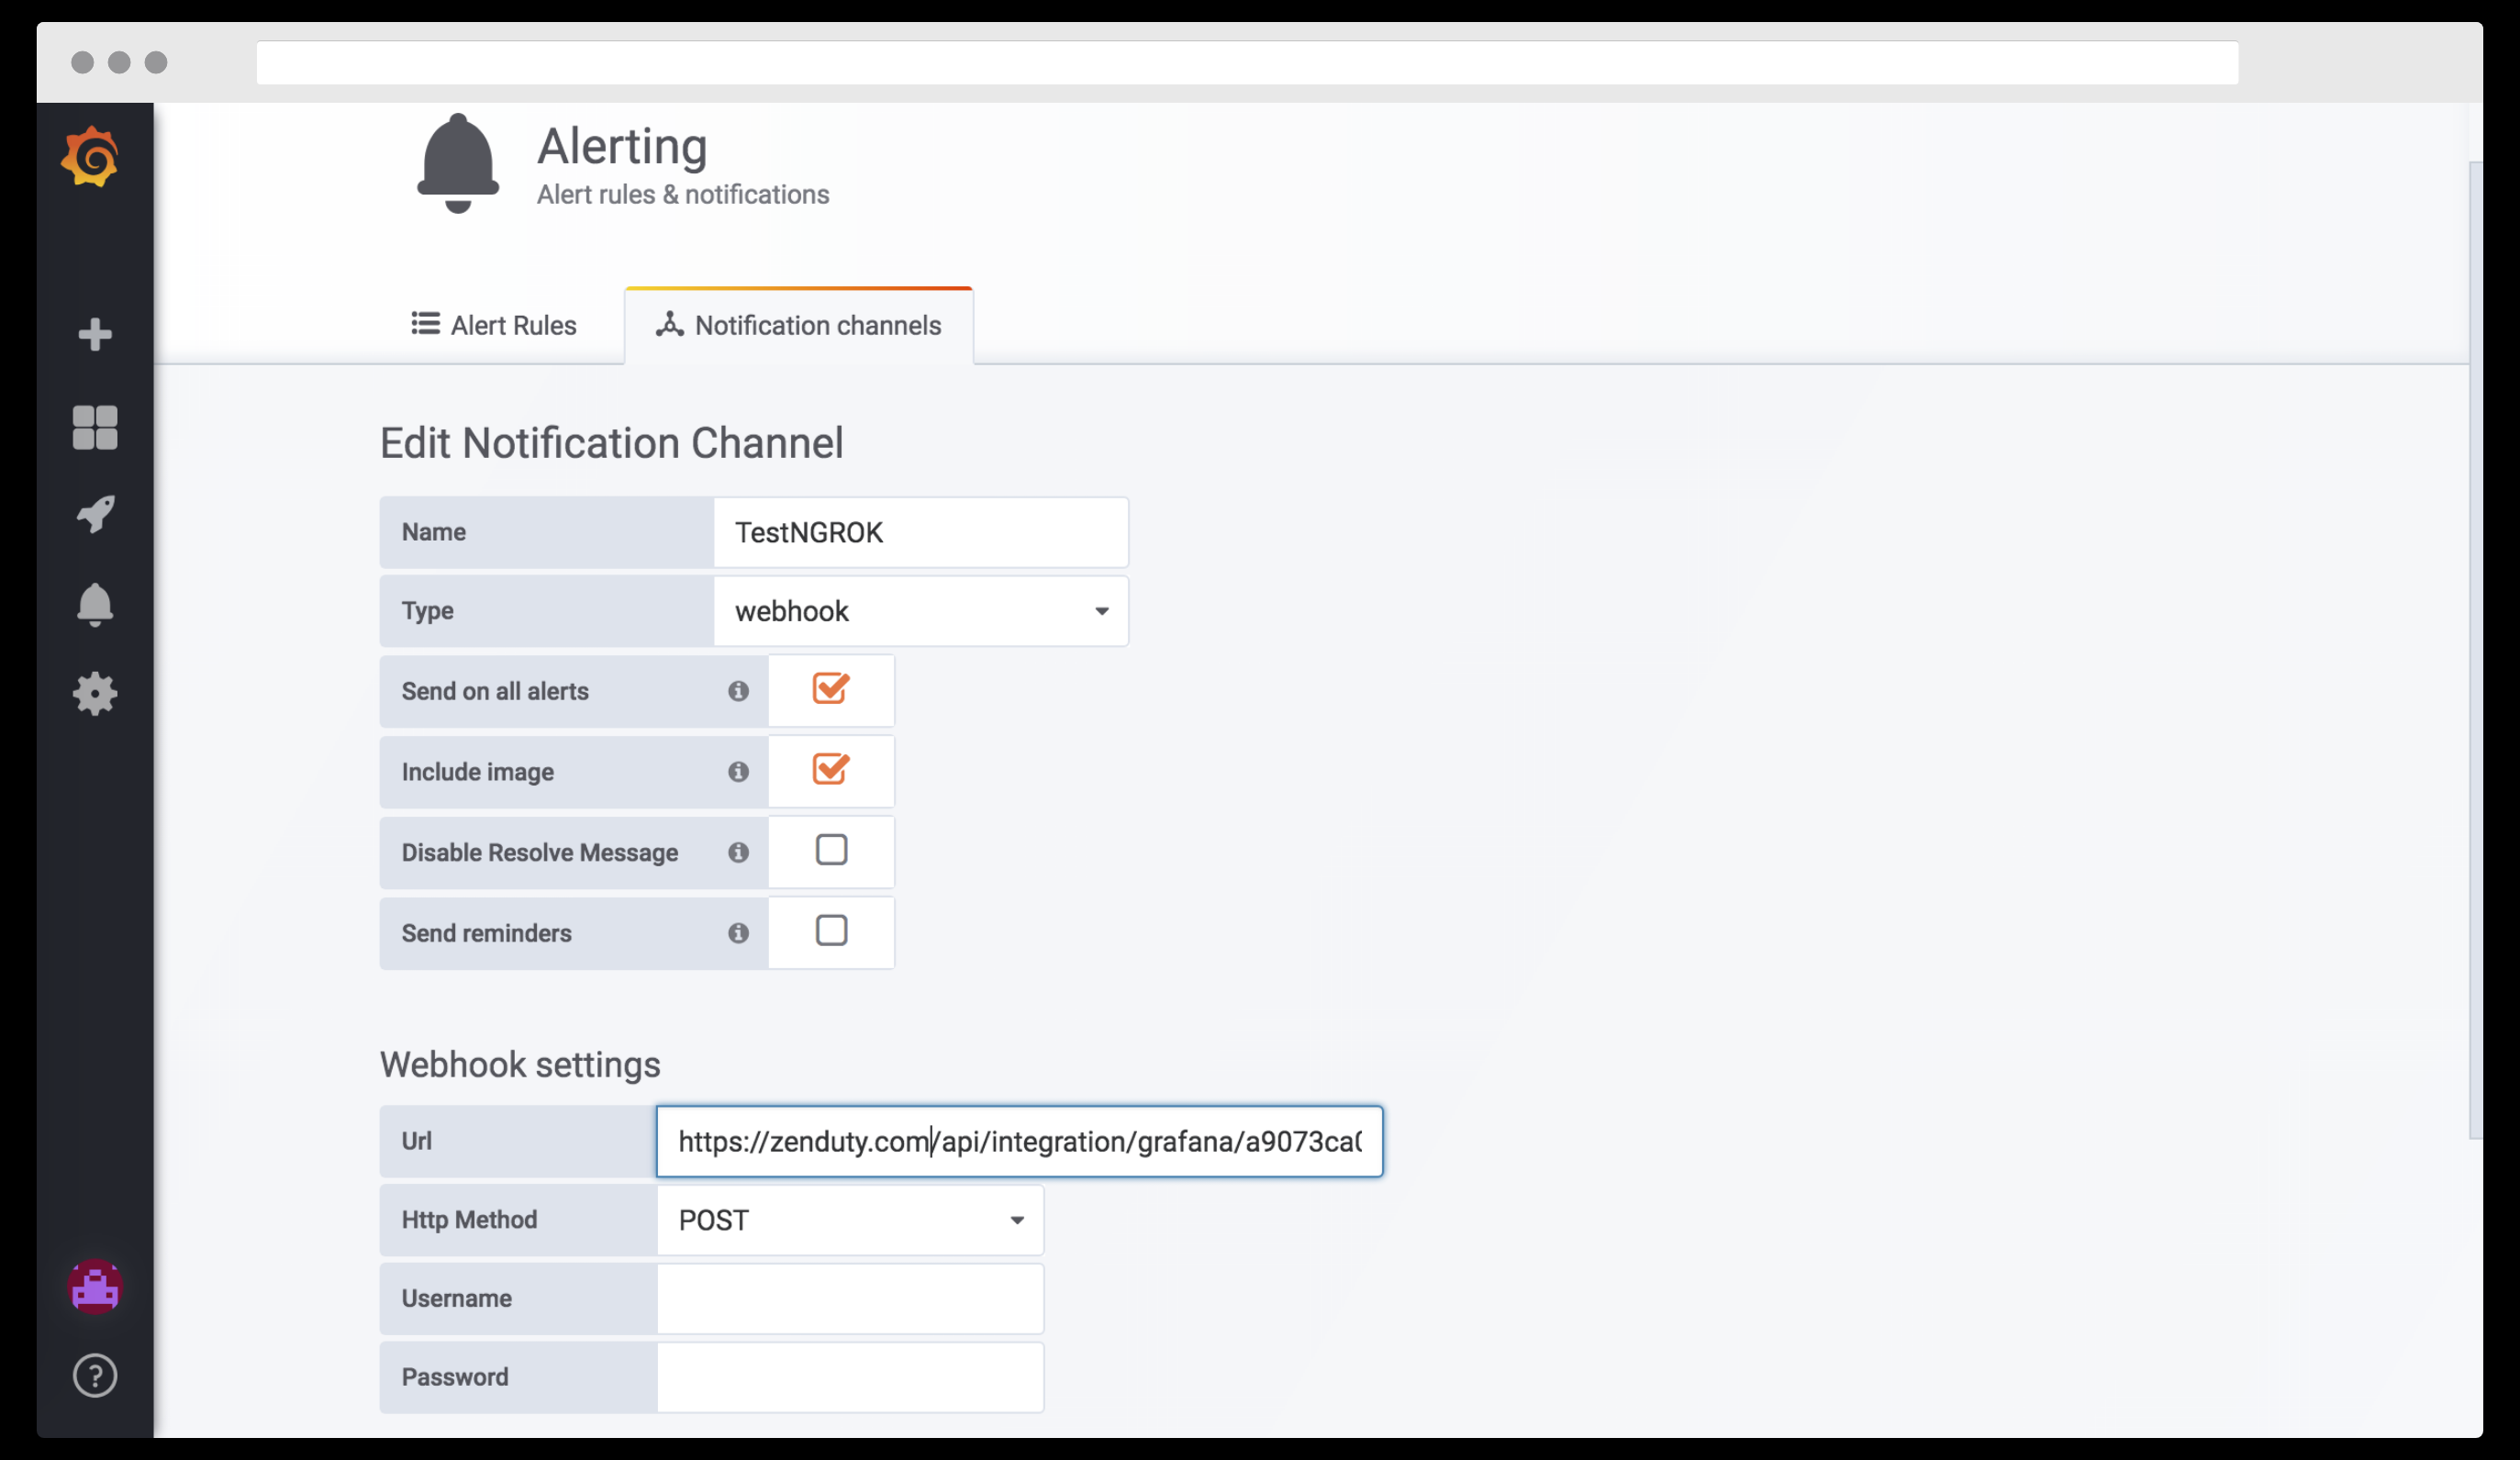 Alerting
Alert rules & notifications
Alert Rules
Notification channels
Edit Notification Channel
Name
TestNGROK
Type
webhook
Send on all alerts
Include image
Disable Resolve Message
Send reminders
Webhook settings
Url
https://zenduty.com/api/integration/grafana/a9073ca
Http Method
POST
Username
Password